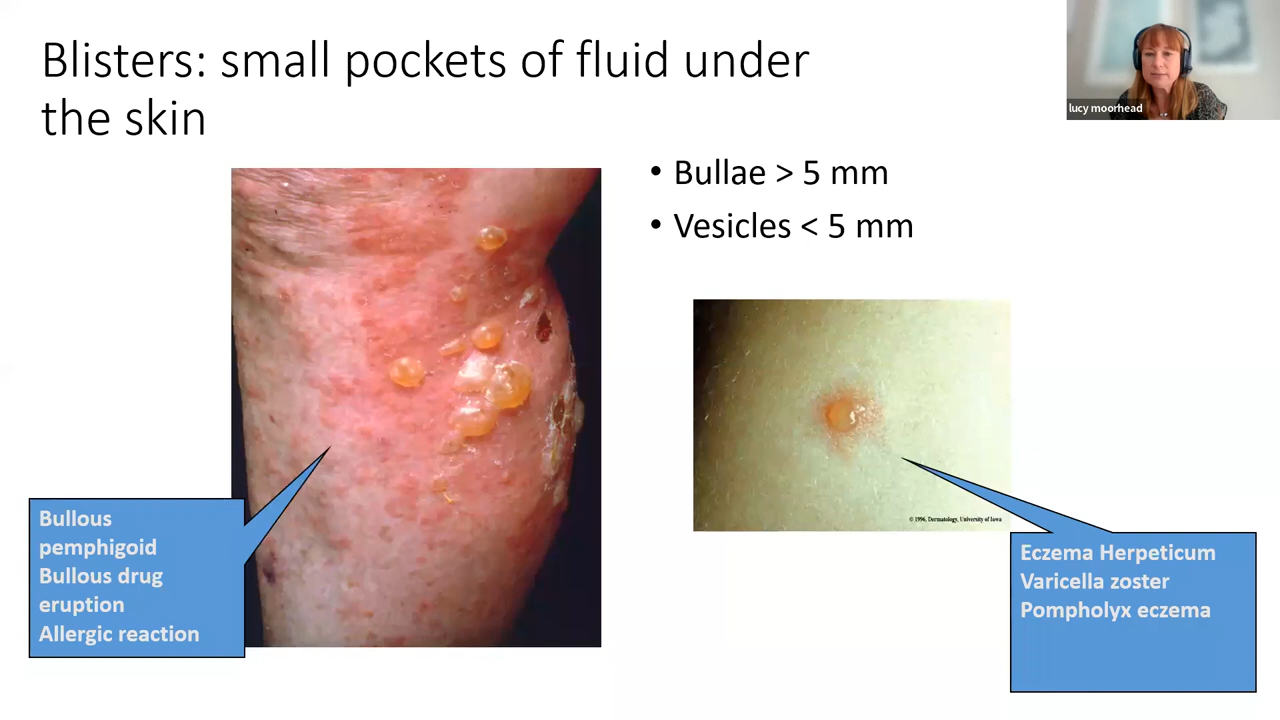 Blisters: small pockets of fluid under
the skin
lucy moorhead
• Bullae > 5 mm
• Vesicles < 5 mm
© 1996, Dermatology, University of Iowa
Bullous
pemphigoid
Bullous drug
eruption
Allergic reaction
Eczema Herpeticum
Varicella zoster
Pompholyx eczema